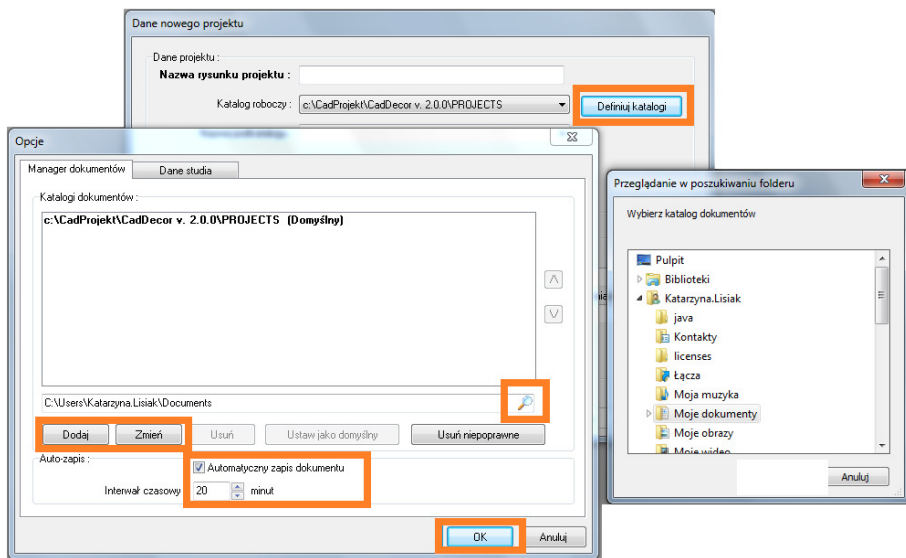 Dane nowego projektu
Dane projektu :
Nazwa rysunku projektu :
Katalog roboczy : c:\CadProjekt\CadDecor v. 2.0.0\PROJECTS
Definiuj katalogi
Opcje
Manager dokumentów Dane studia
Katalogi dokumentów :
c:\CadProjekt\CadDecor v. 2.0.0\PROJECTS (Domyślny)
C:\Users\Katarzyna.Lisiak\Documents
Dodaj Zmień Usuń Ustaw jako domyślny Usuń niepoprawne
Auto-zapis :
Automatyczny zapis dokumentu
Interwał czasowy 20 minut
OK Anuluj
Przeglądanie w poszukiwaniu folderu
Wybierz katalog dokumentów
Pulpit
Biblioteki
Katarzyna.Lisiak
java
Kontakty
licenses
Łącza
Moja muzyka
Moje dokumenty
Moje obrazy
Moje wideo
Anuluj